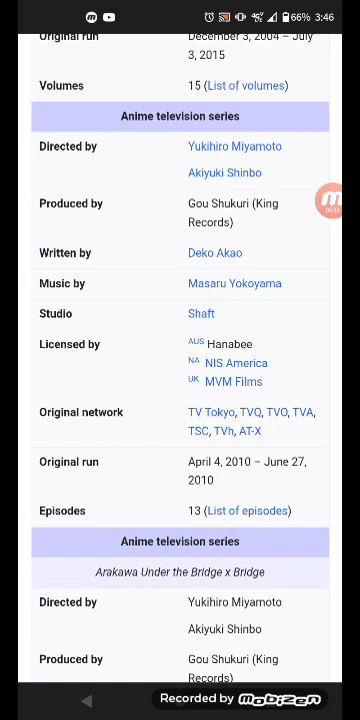 66% 3:46
Original run December 3, 2004 – July
3, 2015
Volumes 15 (List of volumes)
Anime television series
Directed by Yukihiro Miyamoto
Akiyuki Shinbo
Produced by Gou Shukuri (King
Records)
00:33
Written by Deko Akao
Music by Masaru Yokoyama
Studio Shaft
Licensed by AUS Hanabee
NA NIS America
UK MVM Films
Original network TV Tokyo, TVQ, TVO, TVA,
TSC, TVh, AT-X
Original run April 4, 2010 – June 27,
2010
Episodes 13 (List of episodes)
Anime television series
Arakawa Under the Bridge x Bridge
Directed by Yukihiro Miyamoto
Akiyuki Shinbo
Produced by Gou Shukuri (King
Records)
Recorded by mobizen